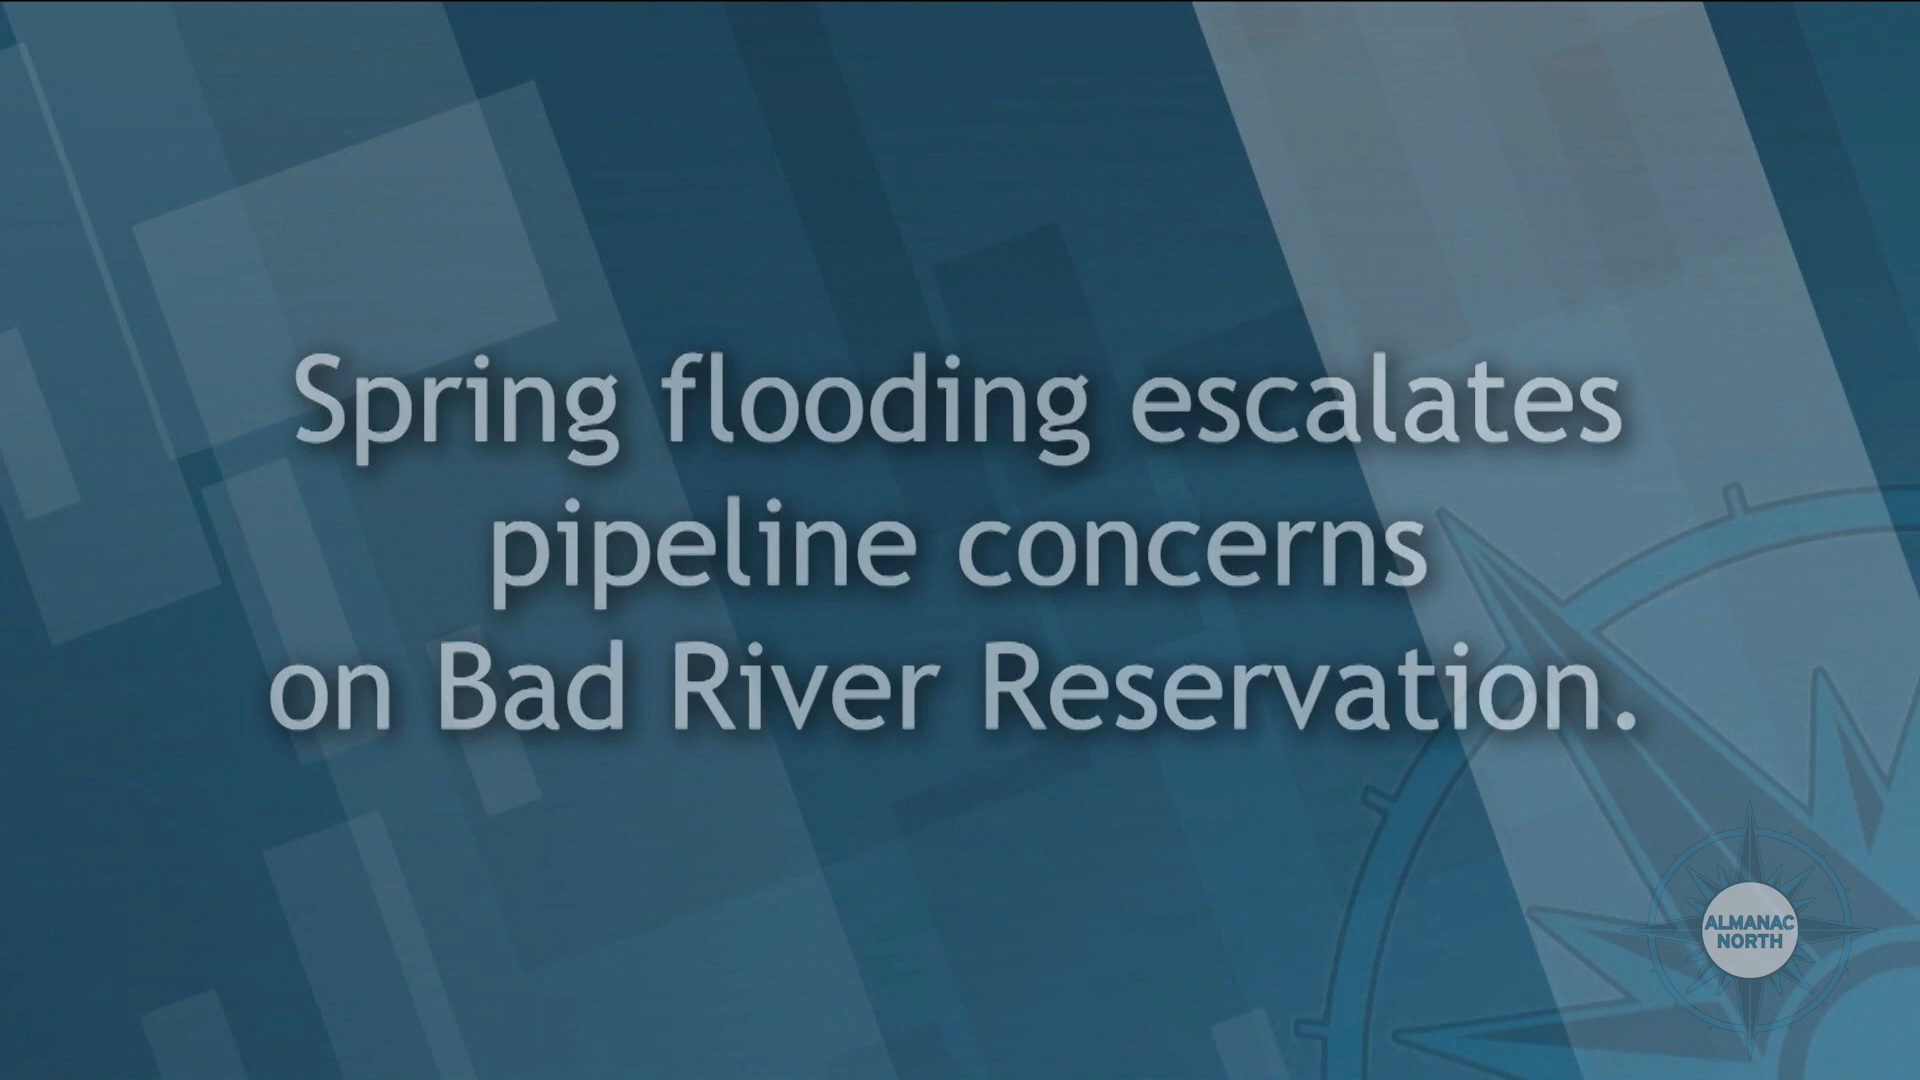 Spring flooding escalates
pipeline concerns
on Bad River Reservation.
ALMANAC
NORTH